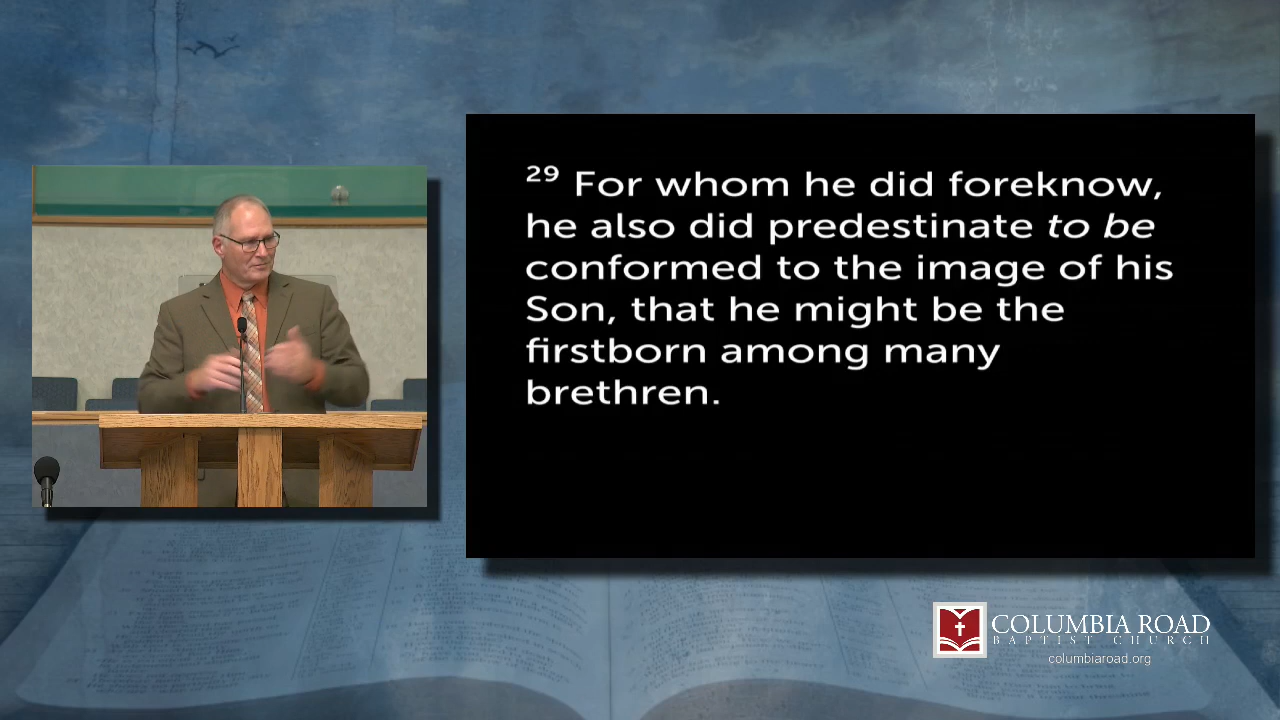 29 For whom he did foreknow,
he also did predestinate to be
conformed to the image of his
Son, that he might be the
firstborn among many
brethren.
COLUMBIA ROAD
BAPTIST CHURCH
columbiaroad.org